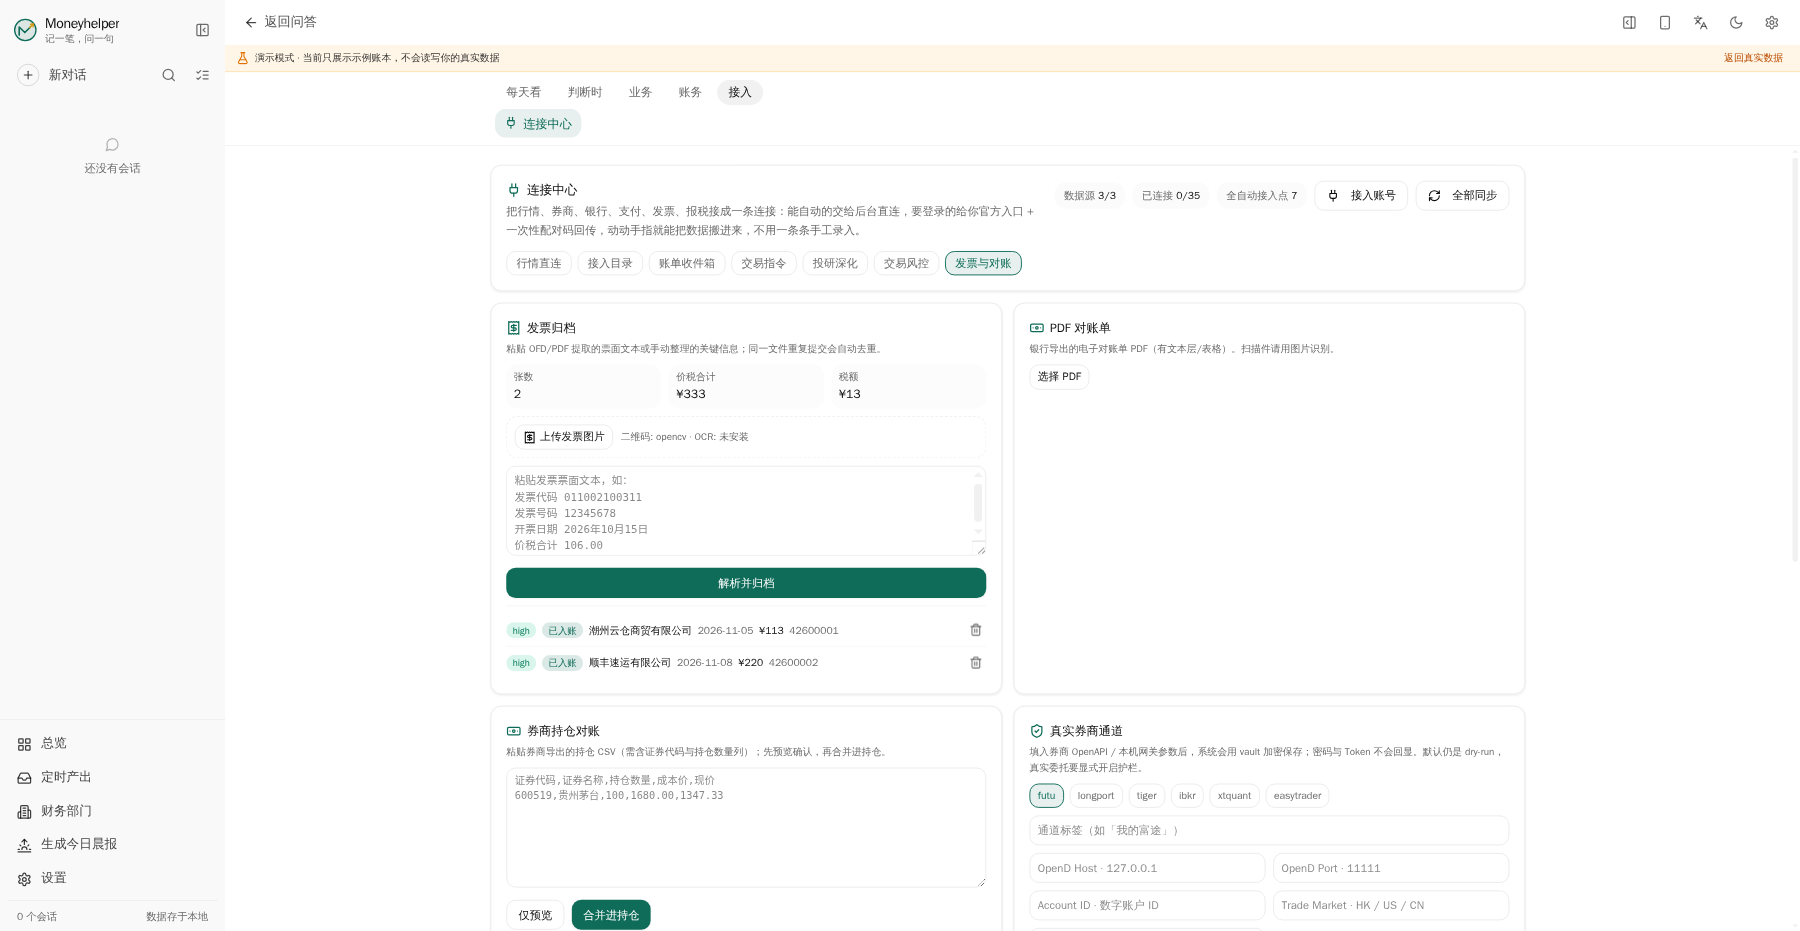 Moneyhelper
记一笔，问一句
新对话
还没有会话
总览
定时产出
财务部门
生成今日晨报
设置
0 个会话
数据存于本地
返回问答
演示模式 · 当前只展示示例账本，不会读写你的真实数据
返回真实数据
每天看
判断时
业务
账务
接入
连接中心
连接中心
把行情、券商、银行、支付、发票、报税接成一条连接：能自动的交给后台直连，要登录的给你官方入口 +
一次性配对码回传，动动手指就能把数据搬进来，不用一条条手工录入。
数据源 3/3
已连接 0/35
全自动接入点 7
接入账号
全部同步
行情直连
接入目录
账单收件箱
交易指令
投研深化
交易风控
发票与对账
发票归档
粘贴 OFD/PDF 提取的票面文本或手动整理的关键信息；同一文件重复提交会自动去重。
张数
2
价税合计
¥333
税额
¥13
上传发票图片
二维码: opencv · OCR: 未安装
粘贴发票票面文本，如：
发票代码 011002100311
发票号码 12345678
开票日期 2026年10月15日
价税合计 106.00
解析并归档
high 已入账 潮州云仓商贸有限公司 2026-11-05 ¥113 42600001
high 已入账 顺丰速运有限公司 2026-11-08 ¥220 42600002
PDF 对账单
银行导出的电子对账单 PDF（有文本层/表格）。扫描件请用图片识别。
选择 PDF
券商持仓对账
粘贴券商导出的持仓 CSV（需含证券代码与持仓数量列）；先预览确认，再合并进持仓。
证券代码,证券名称,持仓数量,成本价,现价
600519,贵州茅台,100,1680.00,1347.33
仅预览
合并进持仓
真实券商通道
填入券商 OpenAPI / 本机网关参数后，系统会用 vault 加密保存；密码与 Token 不会回显。默认仍是 dry-run，
真实委托要显式开启护栏。
futu
longport
tiger
ibkr
xtquant
easytrader
通道标签（如「我的富途」）
OpenD Host · 127.0.0.1
OpenD Port · 11111
Account ID · 数字账户 ID
Trade Market · HK / US / CN